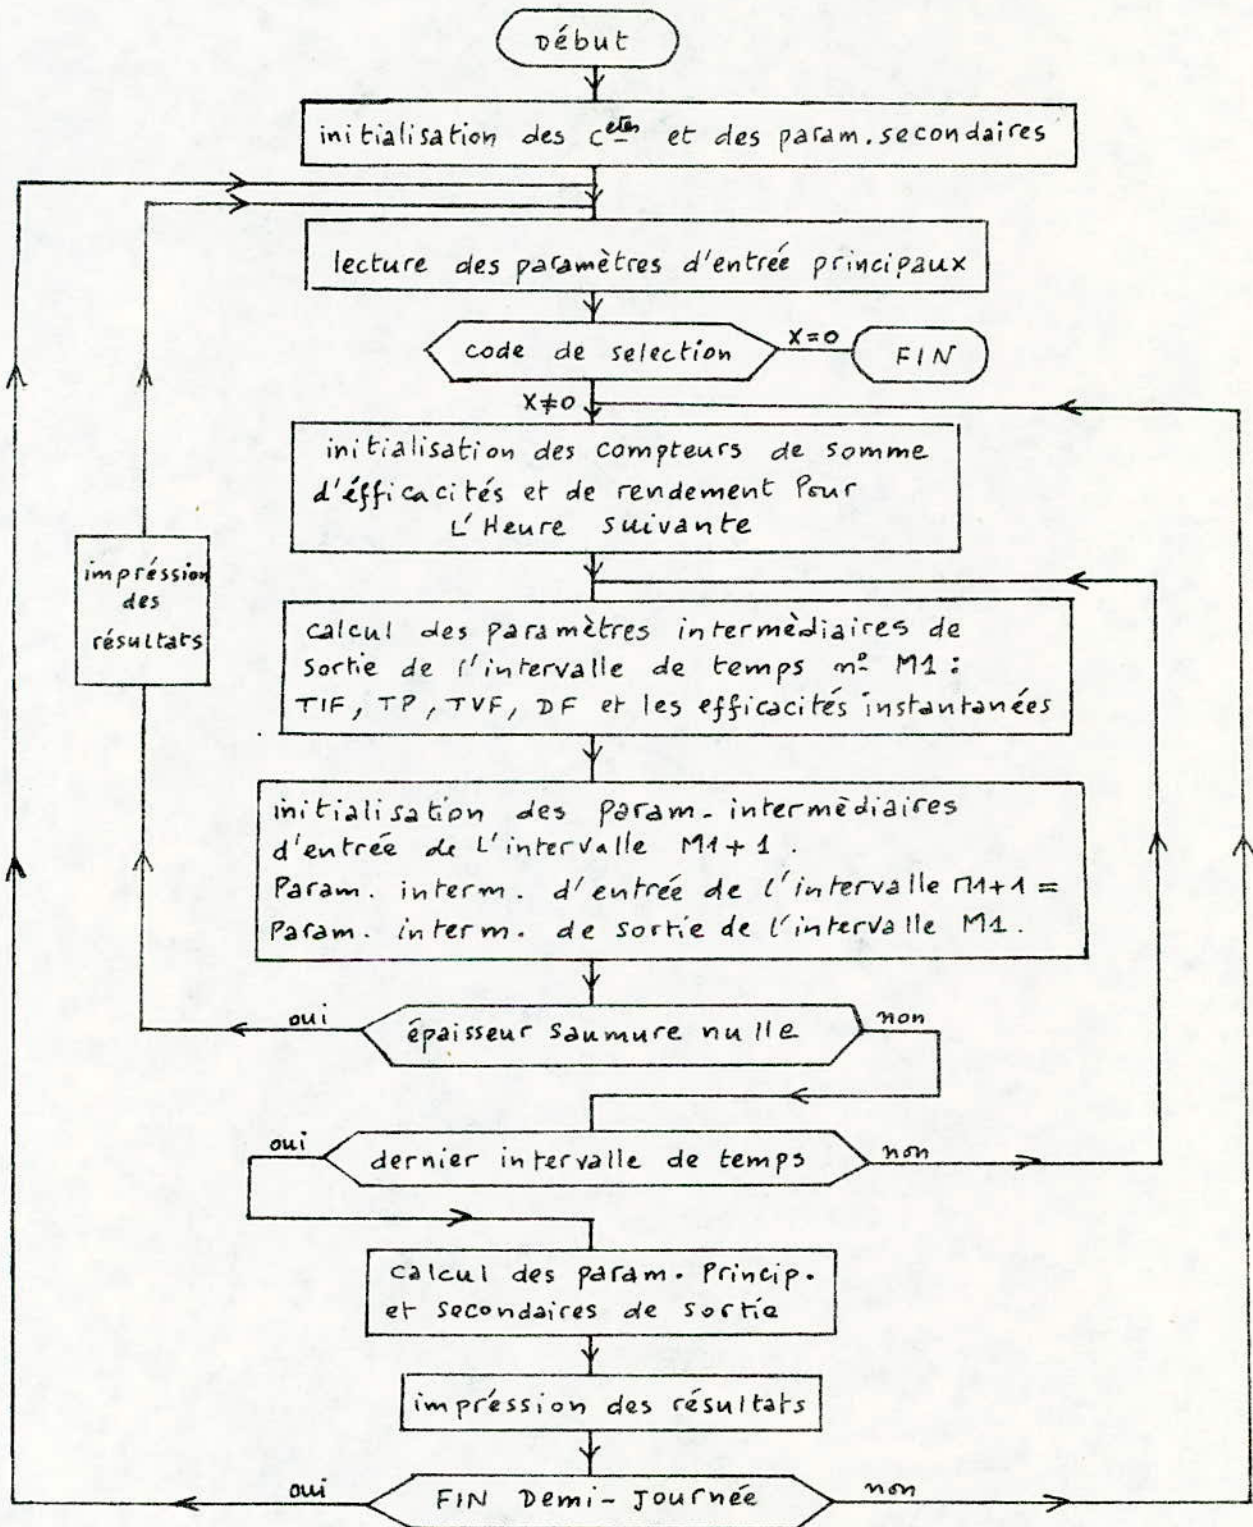 Début
initialisation des Cetes et des param. secondaires
lecture des paramètres d'entrée principaux
code de selection
X=0
FIN
X≠0
initialisation des compteurs de somme
d'éfficacités et de rendement Pour
L'Heure suivante
impréssion
des
résultats
calcul des paramètres intermèdiaires de
sortie de l'intervalle de temps nº M1 :
TIF, TP, TVF, DF et les efficacités instantanées
initialisation des Param. intermèdiaires
d'entrée de L'intervalle M1+1.
Param. interm. d'entrée de l'intervalle M1+1 =
Param. interm. de sortie de l'intervalle M1.
oui
épaisseur saumure nulle
non
oui
dernier intervalle de temps
non
calcul des param. Princip.
et secondaires de sortie
impréssion des résultats
oui
FIN Demi-Journée
non